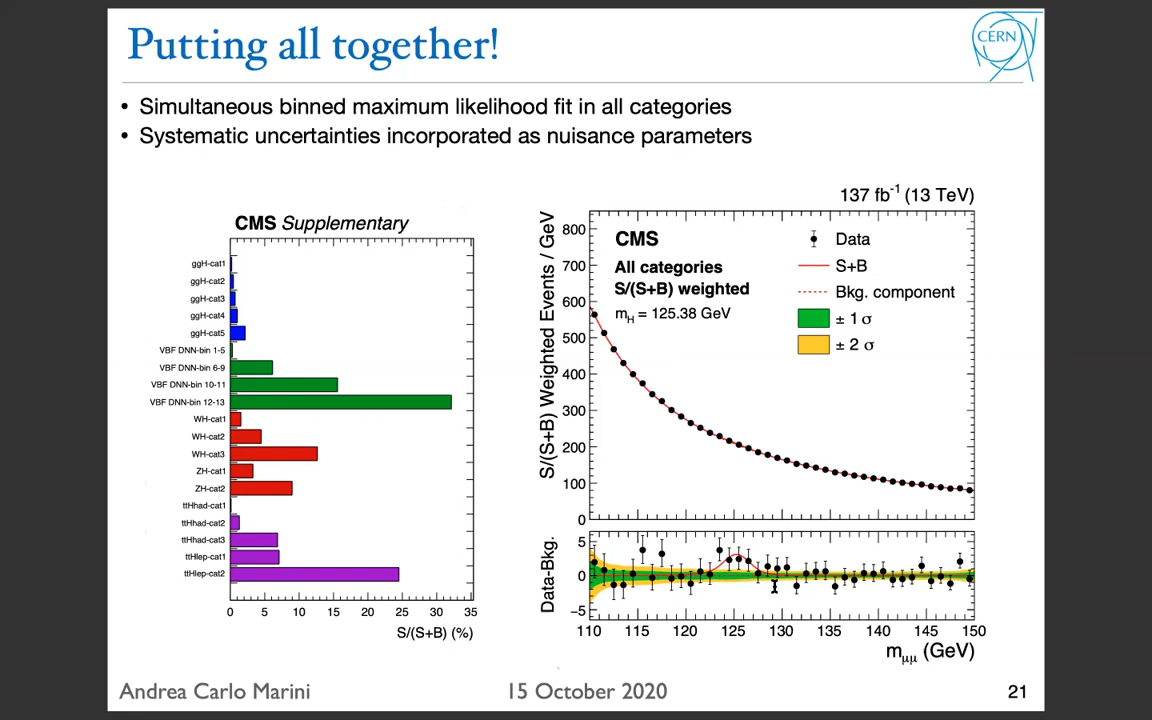 Putting all together!
CERN
• Simultaneous binned maximum likelihood fit in all categories
• Systematic uncertainties incorporated as nuisance parameters
CMS Supplementary
ggH-cat1
ggH-cat2
ggH-cat3
ggH-cat4
ggH-cat5
VBF DNN-bin 1-5
VBF DNN-bin 6-9
VBF DNN-bin 10-11
VBF DNN-bin 12-13
WH-cat1
WH-cat2
WH-cat3
ZH-cat1
ZH-cat2
ttHhad-cat1
ttHhad-cat2
ttHhad-cat3
ttHlep-cat1
ttHlep-cat2
0 5 10 15 20 25 30 35
S/(S+B) (%)
137 fb⁻¹ (13 TeV)
S/(S+B) Weighted Events / GeV
800
700
600
500
400
300
200
100
0
CMS
All categories
S/(S+B) weighted
mH = 125.38 GeV
Data
S+B
Bkg. component
± 1 σ
± 2 σ
Data-Bkg.
5
0
−5
110 115 120 125 130 135 140 145 150
mμμ (GeV)
Andrea Carlo Marini
15 October 2020
21